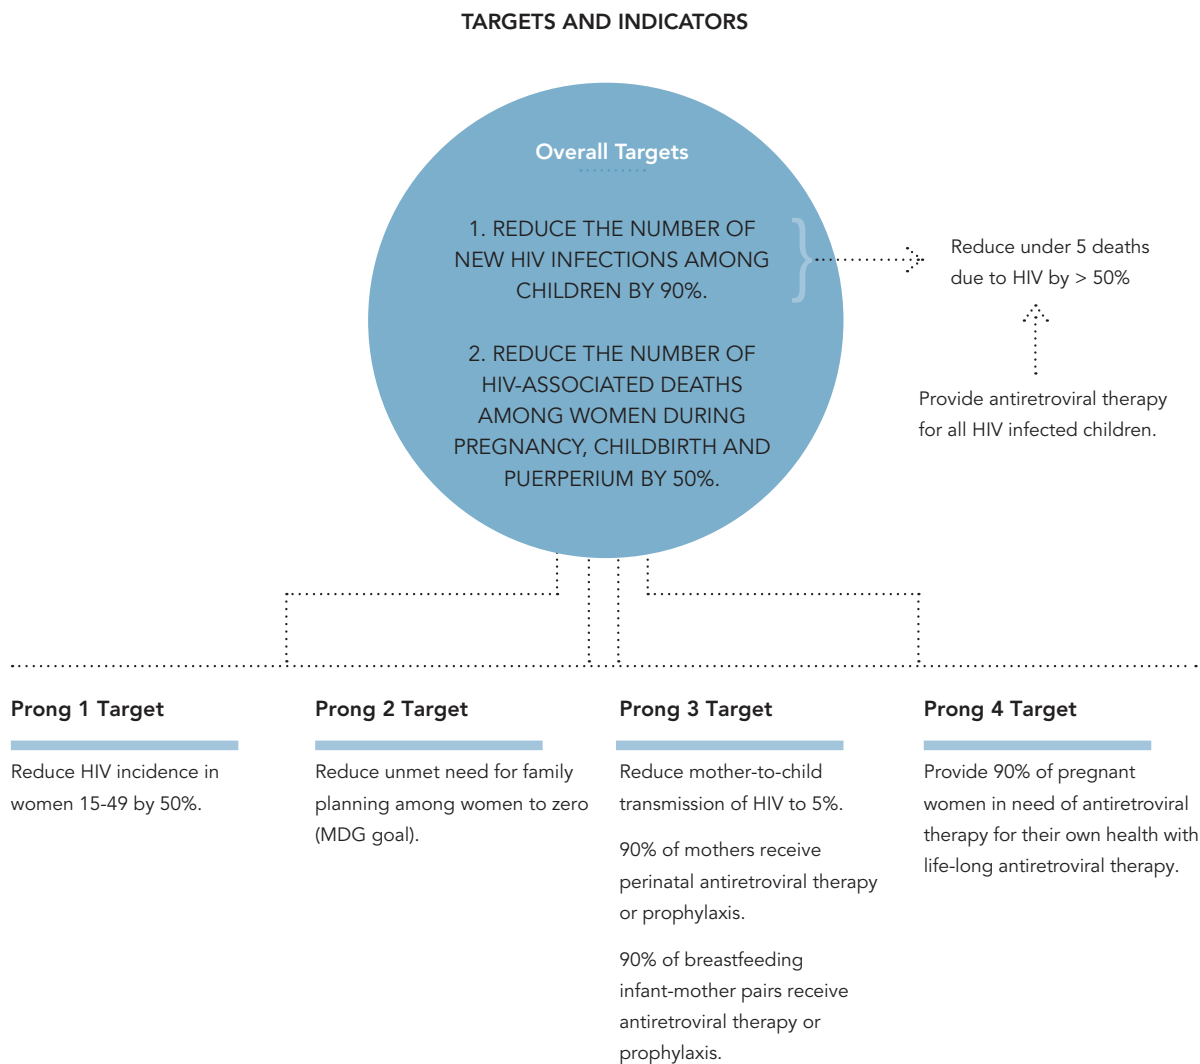 TARGETS AND INDICATORS
Overall Targets
1. REDUCE THE NUMBER OF
NEW HIV INFECTIONS AMONG
CHILDREN BY 90%.
2. REDUCE THE NUMBER OF
HIV-ASSOCIATED DEATHS
AMONG WOMEN DURING
PREGNANCY, CHILDBIRTH AND
PUERPERIUM BY 50%.
Reduce under 5 deaths
due to HIV by > 50%
Provide antiretroviral therapy
for all HIV infected children.
Prong 1 Target
Reduce HIV incidence in
women 15-49 by 50%.
Prong 2 Target
Reduce unmet need for family
planning among women to zero
(MDG goal).
Prong 3 Target
Reduce mother-to-child
transmission of HIV to 5%.
90% of mothers receive
perinatal antiretroviral therapy
or prophylaxis.
90% of breastfeeding
infant-mother pairs receive
antiretroviral therapy or
prophylaxis.
Prong 4 Target
Provide 90% of pregnant
women in need of antiretroviral
therapy for their own health with
life-long antiretroviral therapy.